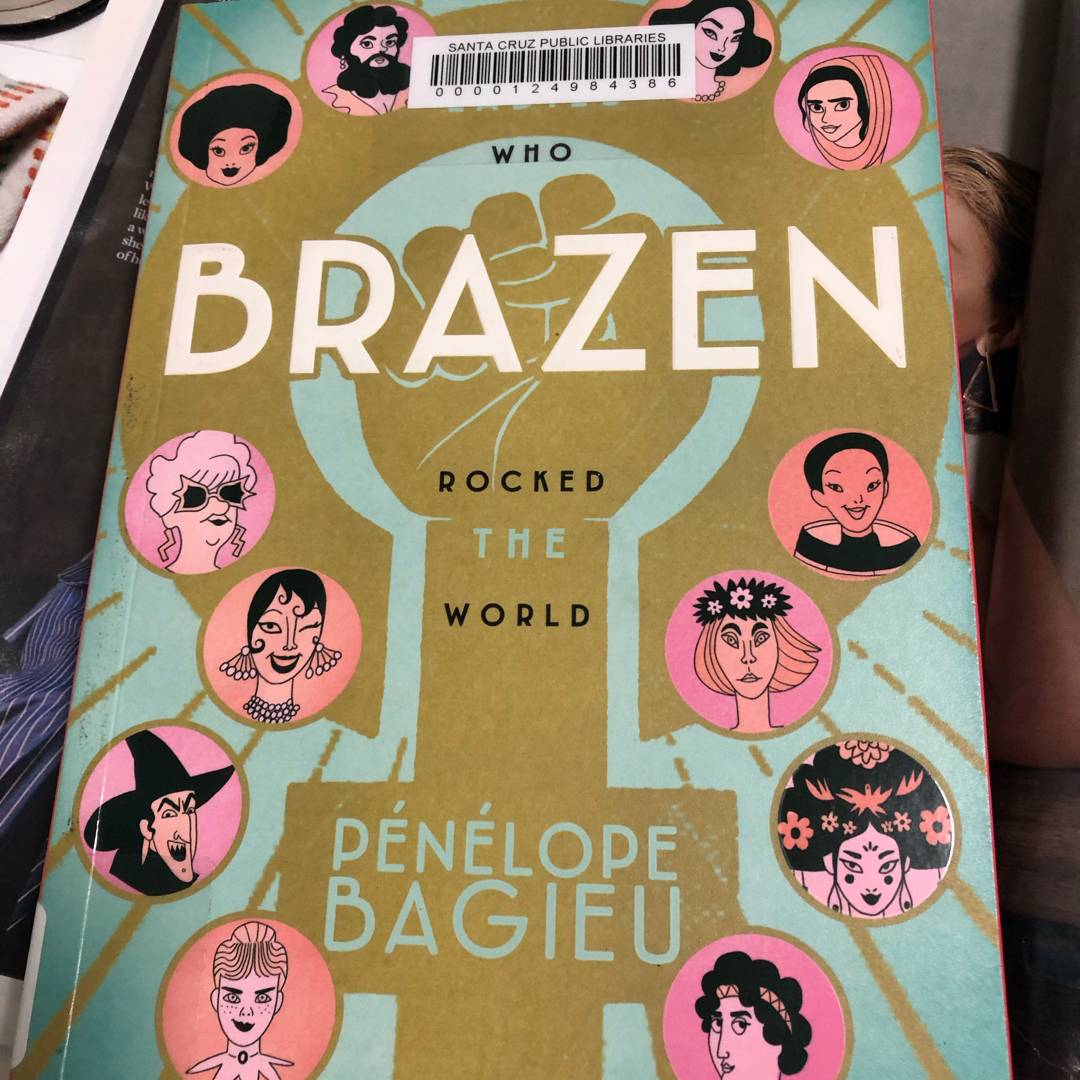 SANTA CRUZ PUBLIC LIBRARIES
0000124984386
WHO
BRAZEN
ROCKED
THE
WORLD
PÉNÉLOPE
BAGIEU